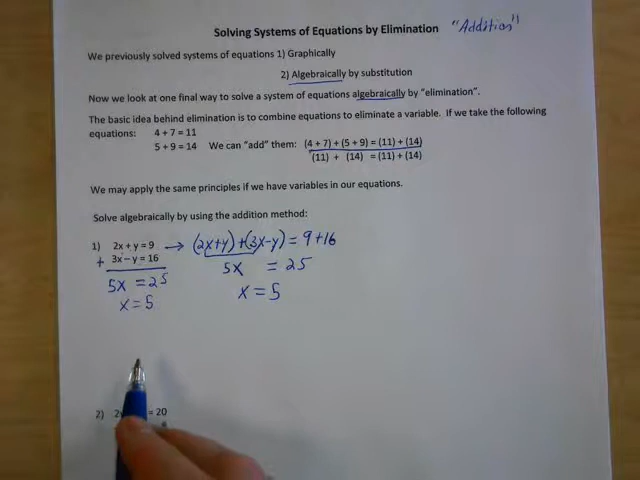 Solving Systems of Equations by Elimination "Addition"
We previously solved systems of equations 1) Graphically
2) Algebraically by substitution
Now we look at one final way to solve a system of equations algebraically by "elimination".
The basic idea behind elimination is to combine equations to eliminate a variable. If we take the following
equations: 4 + 7 = 11
5 + 9 = 14 We can "add" them: (4 + 7) + (5 + 9) = (11) + (14)
(11) + (14) = (11) + (14)
We may apply the same principles if we have variables in our equations.
Solve algebraically by using the addition method:
1) 2x + y = 9 → (2x+y)+(3x-y) = 9+16
+ 3x – y = 16
5x = 25
5x = 25
x = 5
x = 5
2) = 20